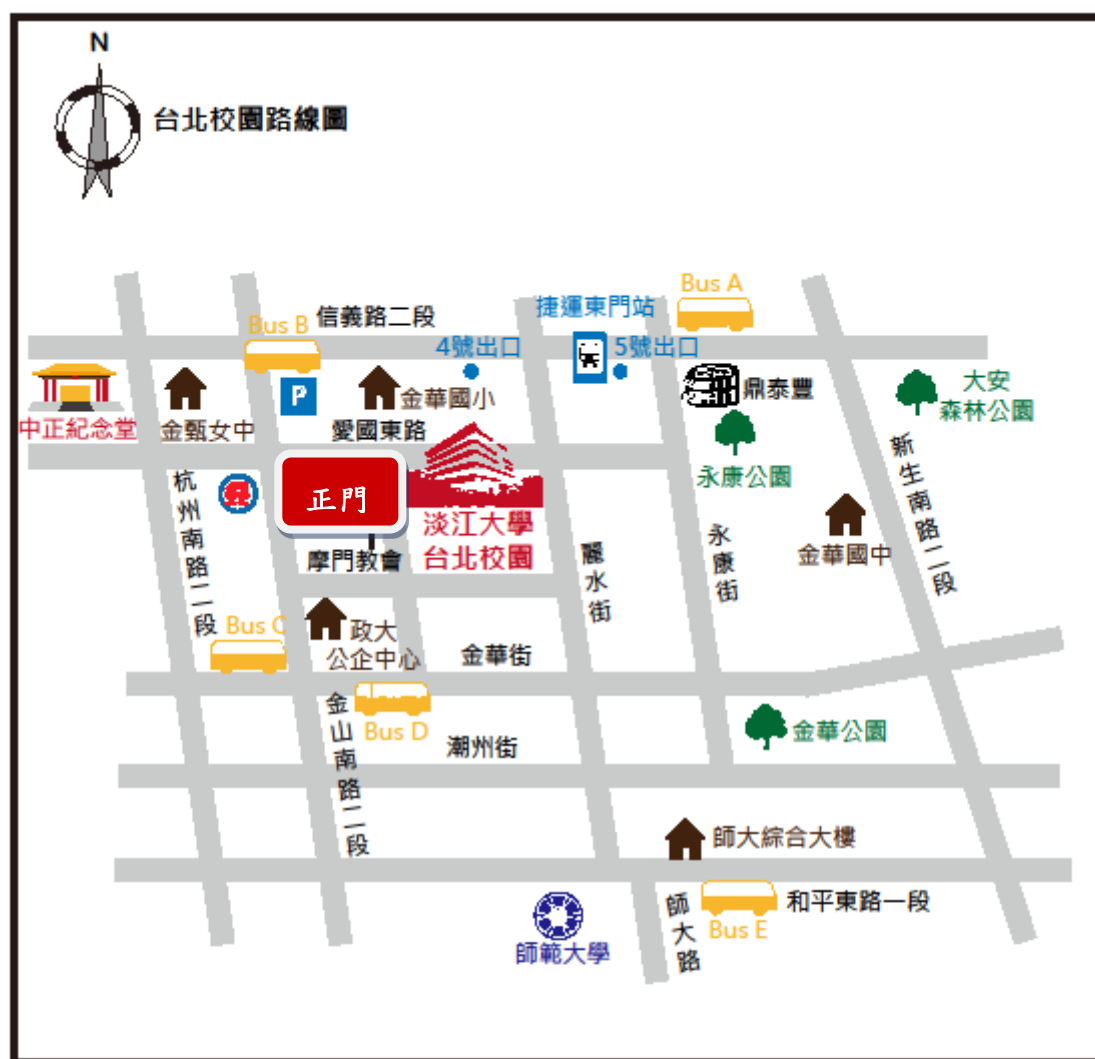 N
台北校園路線圖
Bus A
捷運東門站
信義路二段
Bus B
4號出口
5號出口
P
金華國小
鼎泰豐
大安
森林公園
中正紀念堂
金甌女中
愛國東路
永康公園
新生南路二段
杭州南路二段
正門
淡江大學
台北校園
摩門教會
麗水街
永康街
金華國中
Bus C
政大
公企中心
金華街
金山南路二段
Bus D
潮州街
金華公園
師大綜合大樓
和平東路一段
師大路
Bus E
師範大學